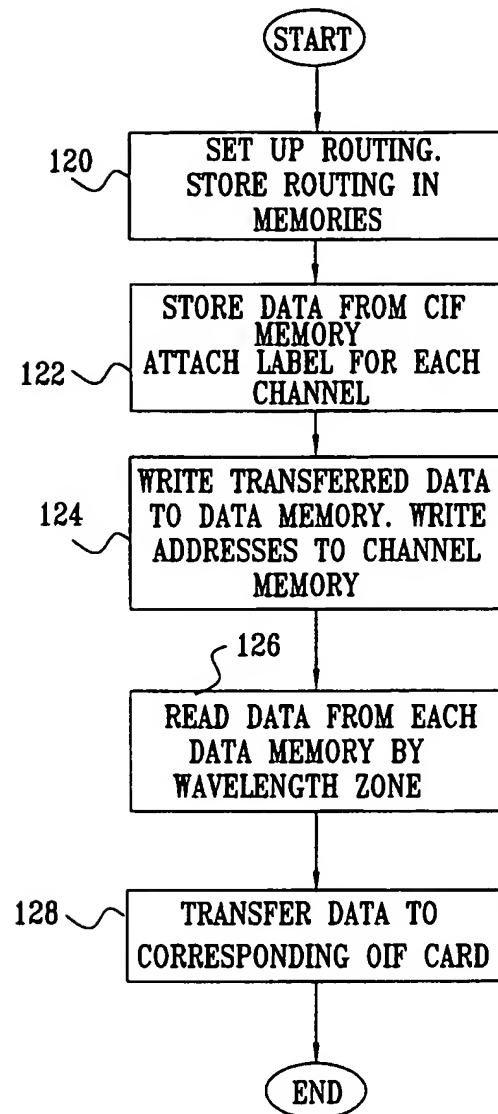 START
120
SET UP ROUTING.
STORE ROUTING IN
MEMORIES
STORE DATA FROM CIF
MEMORY
122
ATTACH LABEL FOR EACH
CHANNEL
124
WRITE TRANSFERRED DATA
TO DATA MEMORY. WRITE
ADDRESSES TO CHANNEL
MEMORY
126
READ DATA FROM EACH
DATA MEMORY BY
WAVELENGTH ZONE
128
TRANSFER DATA TO
CORRESPONDING OIF CARD
END